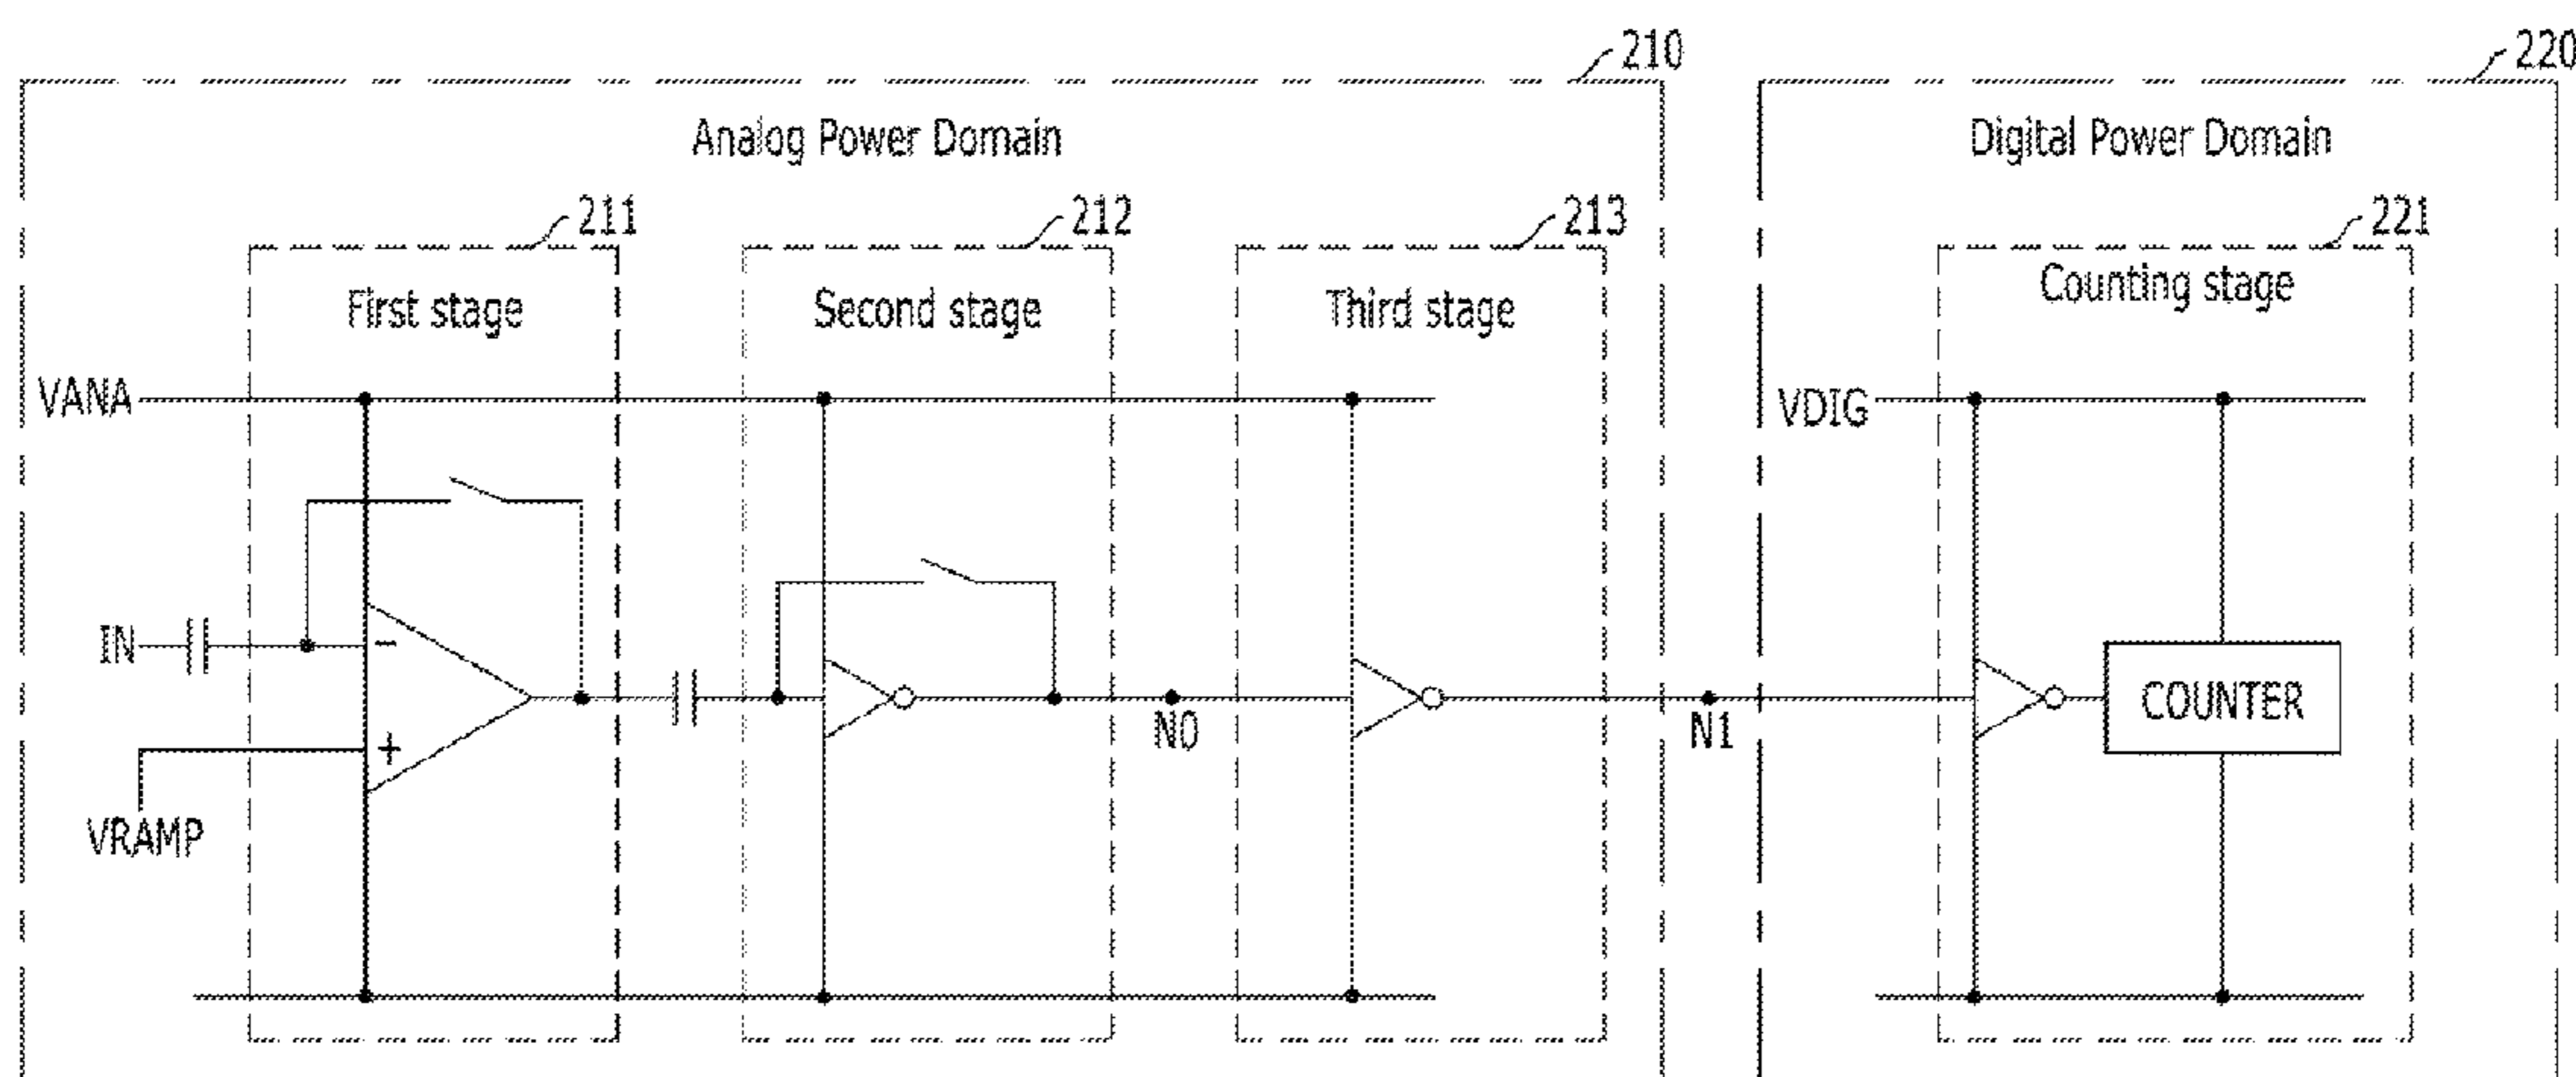 210
220
Analog Power Domain
Digital Power Domain
211
212
213
221
First stage
Second stage
Third stage
Counting stage
VANA
VDIG
IN
−
+
VRAMP
N0
N1
COUNTER